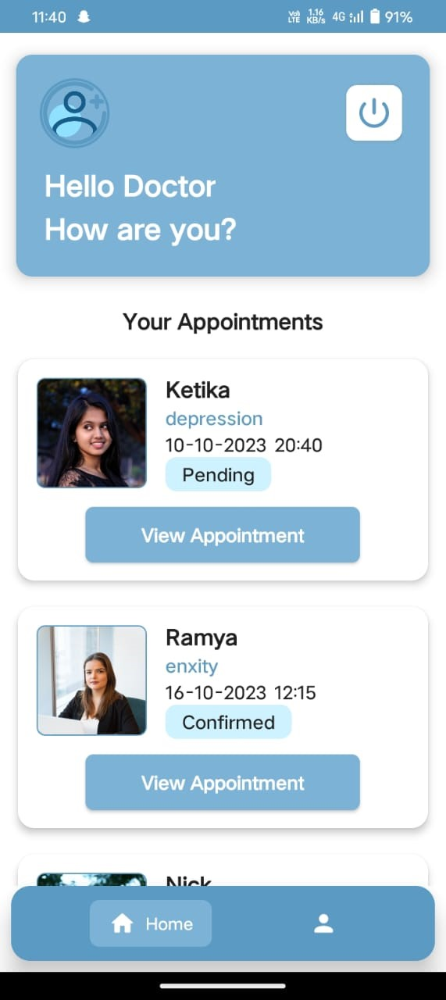 11:40
Vol) LTE 1.16 KB/s 4G 91%
Hello Doctor
How are you?
Your Appointments
Ketika
depression
10-10-2023 20:40
Pending
View Appointment
Ramya
enxity
16-10-2023 12:15
Confirmed
View Appointment
Nick
Home